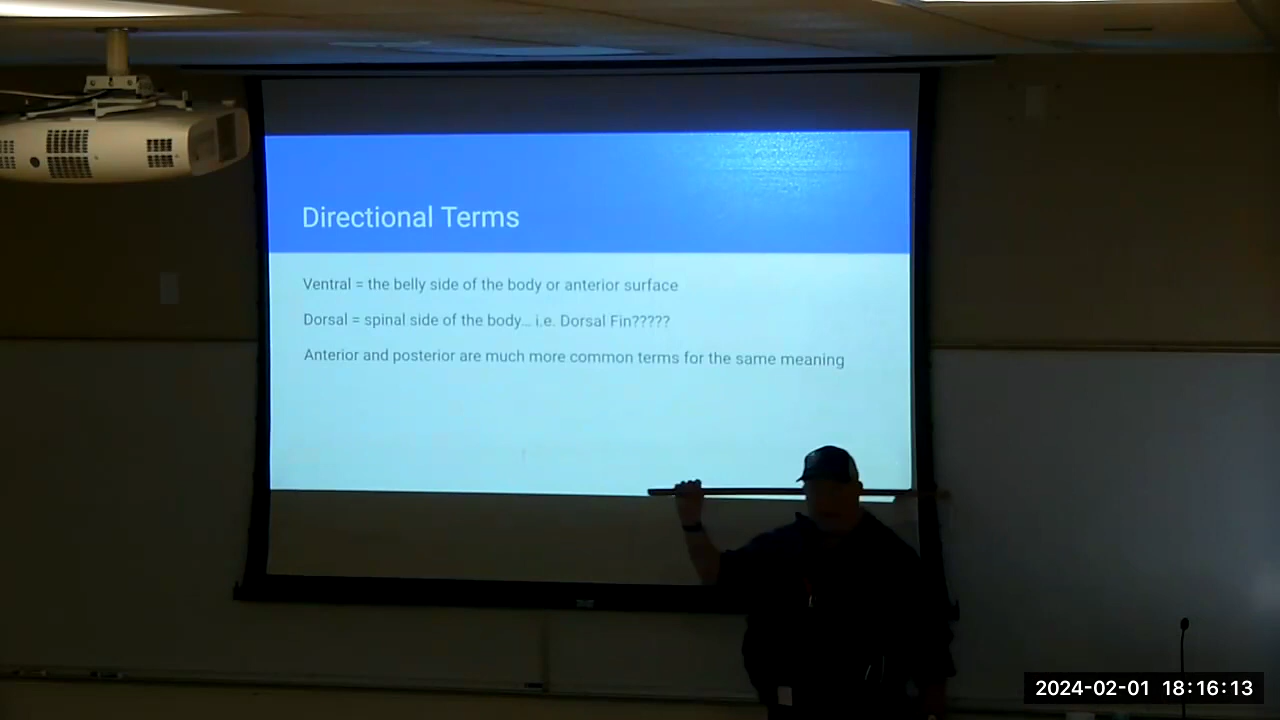 Directional Terms
Ventral = the belly side of the body or anterior surface
Dorsal = spinal side of the body... i.e. Dorsal Fin?????
Anterior and posterior are much more common terms for the same meaning
2024-02-01 18:16:13